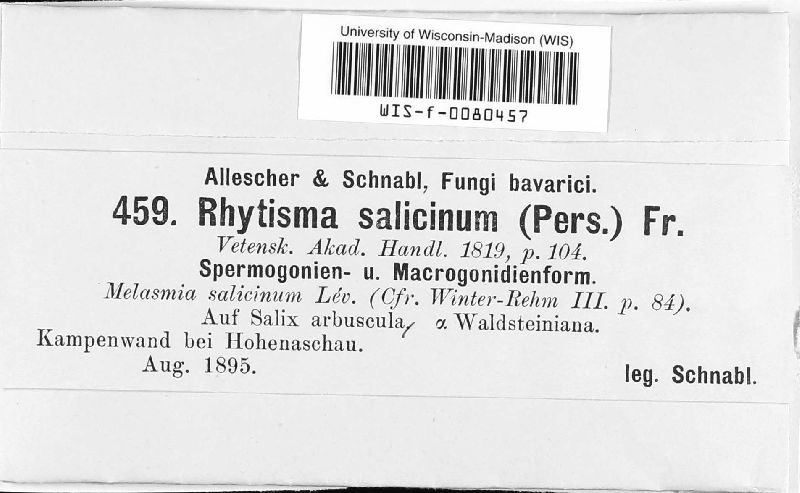 University of Wisconsin-Madison (WIS)
WIS-f-0080457
Allescher & Schnabl, Fungi bavarici.
459. Rhytisma salicinum (Pers.) Fr.
Vetensk. Akad. Handl. 1819, p. 104.
Spermogonien- u. Macrogonidienform.
Melasmia salicinum Lév. (Cfr. Winter-Rehm III. p. 84).
Auf Salix arbuscula, α Waldsteiniana.
Kampenwand bei Hohenaschau.
Aug. 1895.
leg. Schnabl.